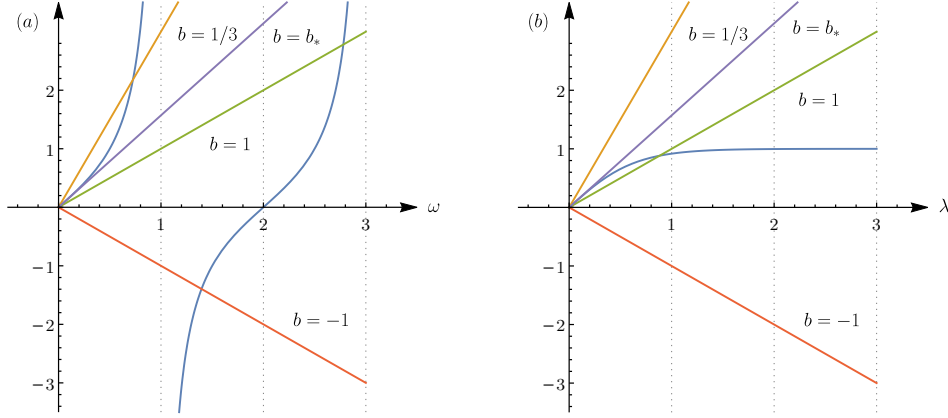 (a)
b = 1/3
b = b*
b = 1
b = −1
2
1
−1
−2
−3
1
2
3
ω
(b)
b = 1/3
b = b*
b = 1
b = −1
2
1
−1
−2
−3
1
2
3
λ